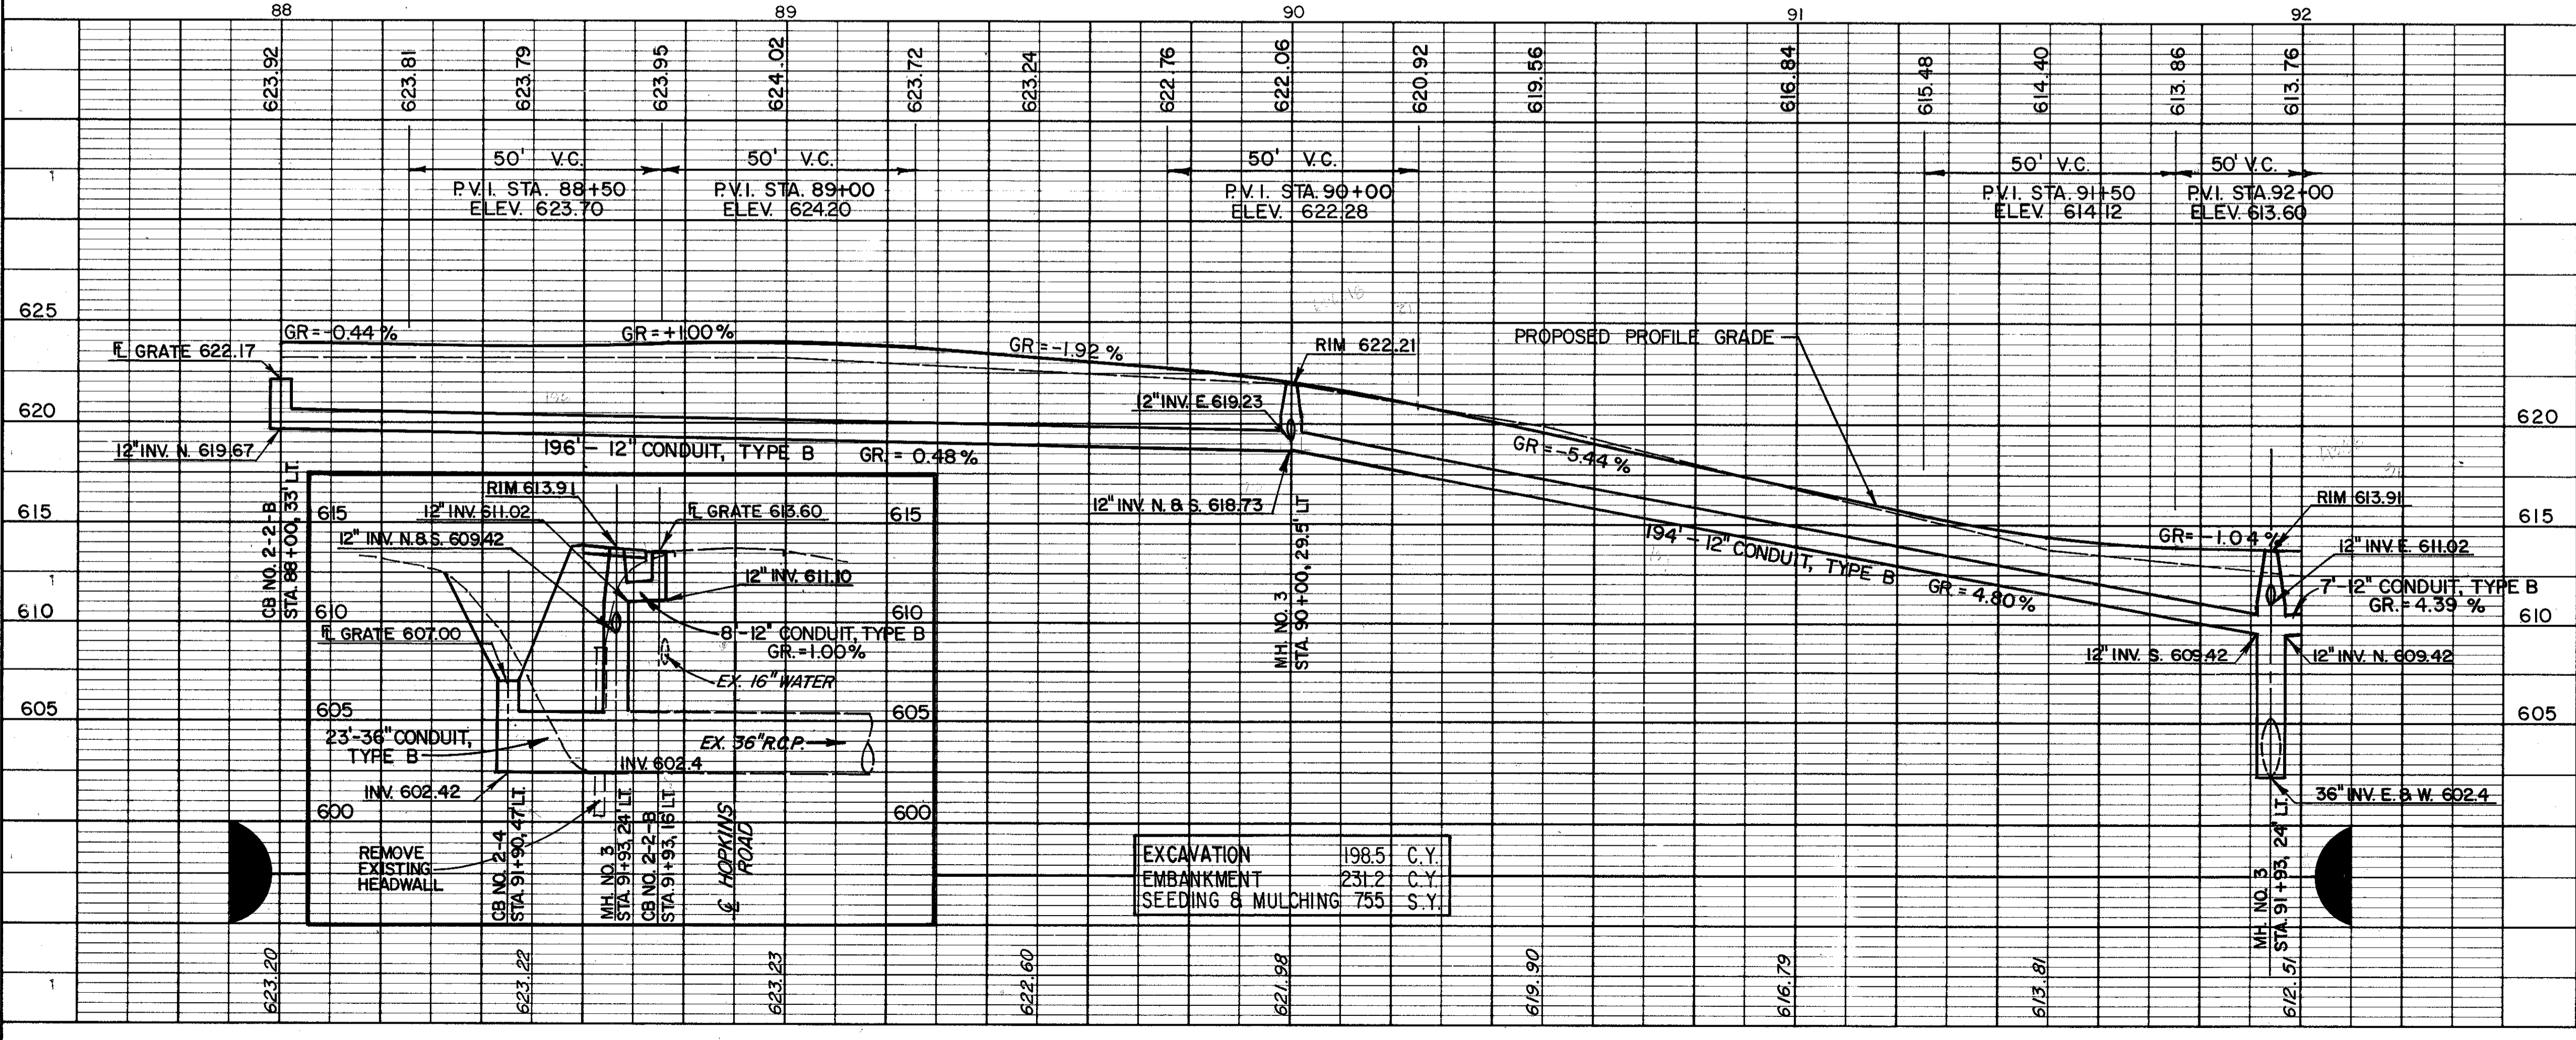 88 89 90 91 92
623.92 623.81 623.79 623.95 624.02 623.72 623.24 622.76 622.06 620.92 619.56 616.84 615.48 614.40 613.86 613.76
50' V.C.
P.V.I. STA. 88+50
ELEV. 623.70
50' V.C.
P.V.I. STA. 89+00
ELEV. 624.20
50' V.C.
P.V.I. STA. 90+00
ELEV. 622.28
50' V.C.
P.V.I. STA. 91+50
ELEV. 614.12
50' V.C.
P.V.I. STA. 92+00
ELEV. 613.60
1
625
620
615
610
1
605
1
620
615
610
605
GR=-0.44%
GR=+1.00%
GR=-1.92%
PROPOSED PROFILE GRADE
GR=-5.44%
GR=-1.04%
FL GRATE 622.17
12" INV. N. 619.67
196'-12" CONDUIT, TYPE B GR.=0.48%
CB NO. 2-2-B
STA. 88+00, 33' LT.
RIM 622.21
12" INV. E. 619.23
12" INV. N. & S. 618.73
MH. NO. 3
STA. 90+00, 29.5' LT
194'-12" CONDUIT, TYPE B GR=4.80%
RIM 613.91
12" INV. E. 611.02
7'-12" CONDUIT, TYPE B
GR.=4.39%
12" INV. S. 609.42
12" INV. N. 609.42
36" INV. E. & W. 602.4
MH. NO. 3
STA. 91+93, 24' LT.
RIM 613.91
12" INV. 611.02
12" INV. N. & S. 609.42
FL GRATE 613.60
615
615
12" INV. 611.10
610
610
FL GRATE 607.00
8'-12" CONDUIT, TYPE B
GR.=1.00%
EX. 16" WATER
605
605
23'-36" CONDUIT,
TYPE B
EX. 36" R.C.P.
INV. 602.4
INV. 602.42
600
600
REMOVE
EXISTING
HEADWALL
CB NO. 2-4
STA. 91+90, 47' LT.
MH. NO. 3
STA. 91+93, 24' LT.
CB NO. 2-2-B
STA. 91+93, 16' LT.
℄ HOPKINS
ROAD
EXCAVATION 198.5 C.Y.
EMBANKMENT 231.2 C.Y.
SEEDING & MULCHING 755 S.Y.
623.20 623.22 623.23 622.60 621.98 619.90 616.79 613.81 612.51